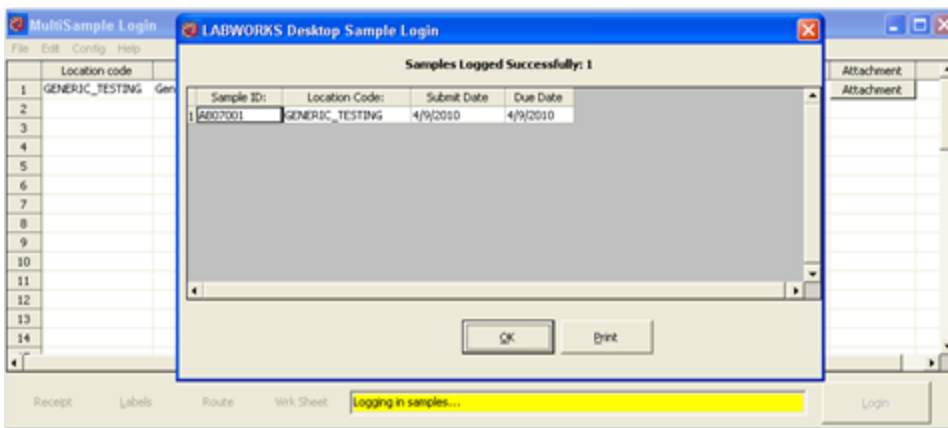 MultiSample Login
LABWORKS Desktop Sample Login
File Edit Config Help
Samples Logged Successfully: 1
Location code
Attachment
1 GENERIC_TESTING Gen
Attachment
Sample ID: Location Code: Submit Date Due Date
1 AB07001 GENERIC_TESTING 4/9/2010 4/9/2010
2
3
4
5
6
7
8
9
10
11
12
13
14
OK Print
Receipt Labels Route Wrk Sheet Logging in samples... Login